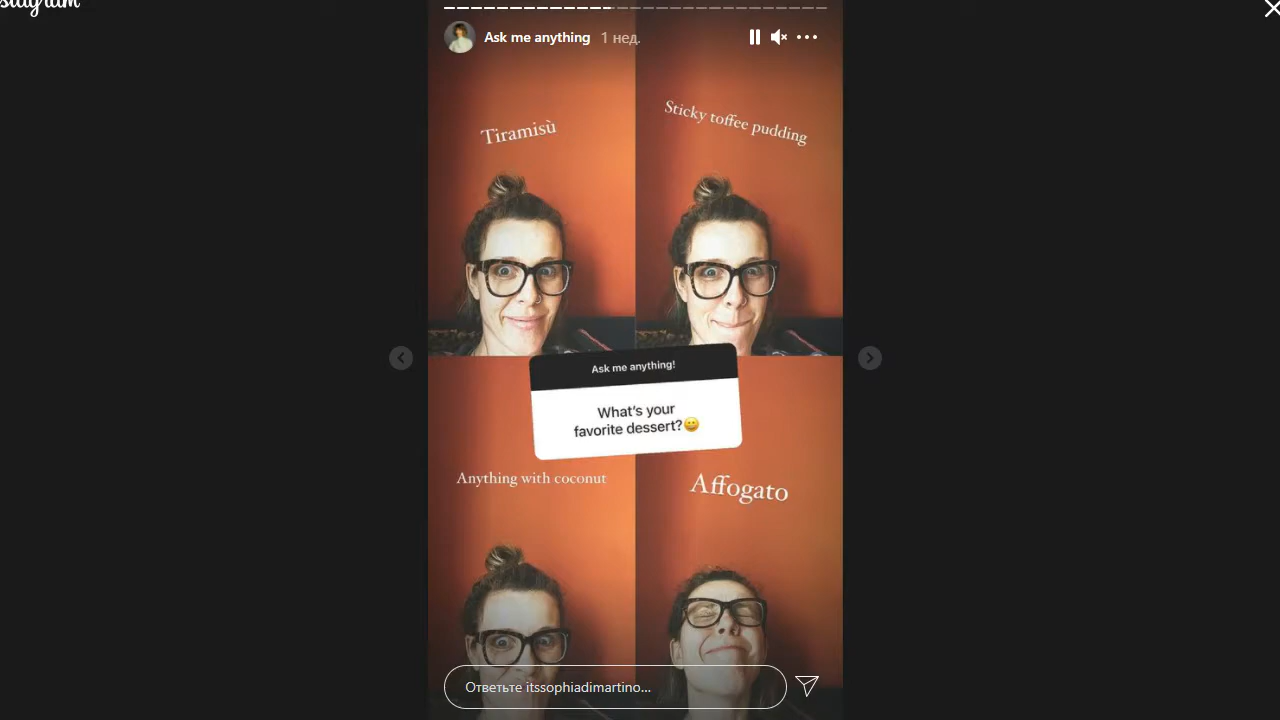 stagram
Ask me anything 1 нед.
Tiramisù
Sticky toffee pudding
Ask me anything!
What's your
favorite dessert?😀
Anything with coconut
Affogato
Ответьте itssophiadimartino...